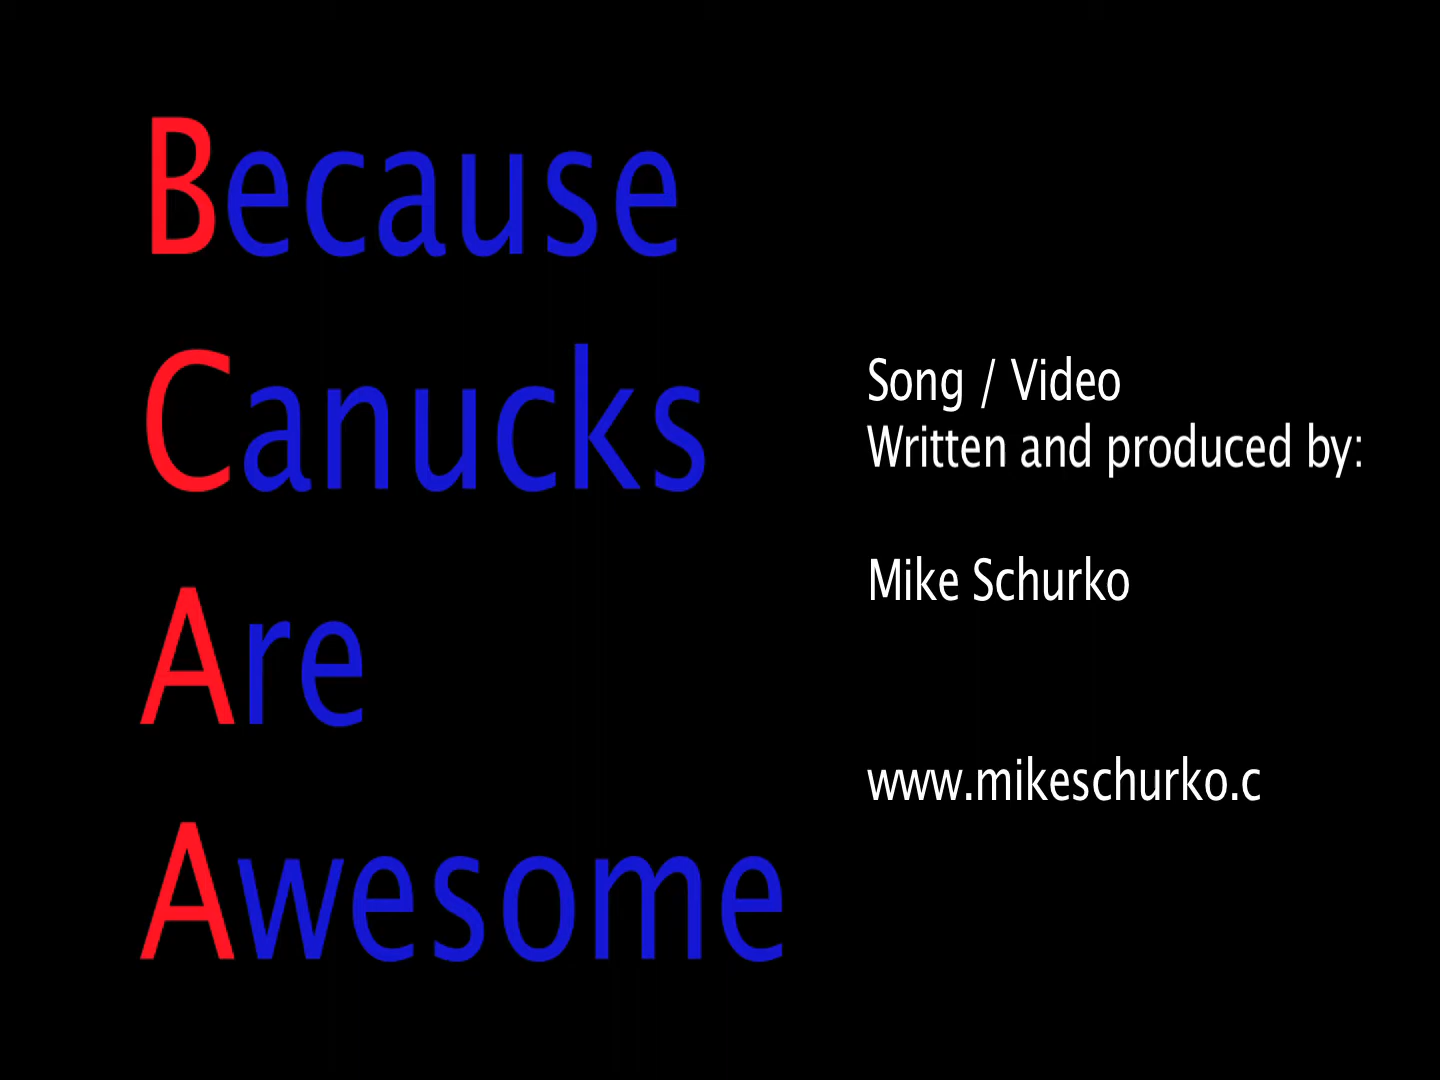 Because
Canucks
Are
Awesome
Song / Video
Written and produced by:
Mike Schurko
www.mikeschurko.c